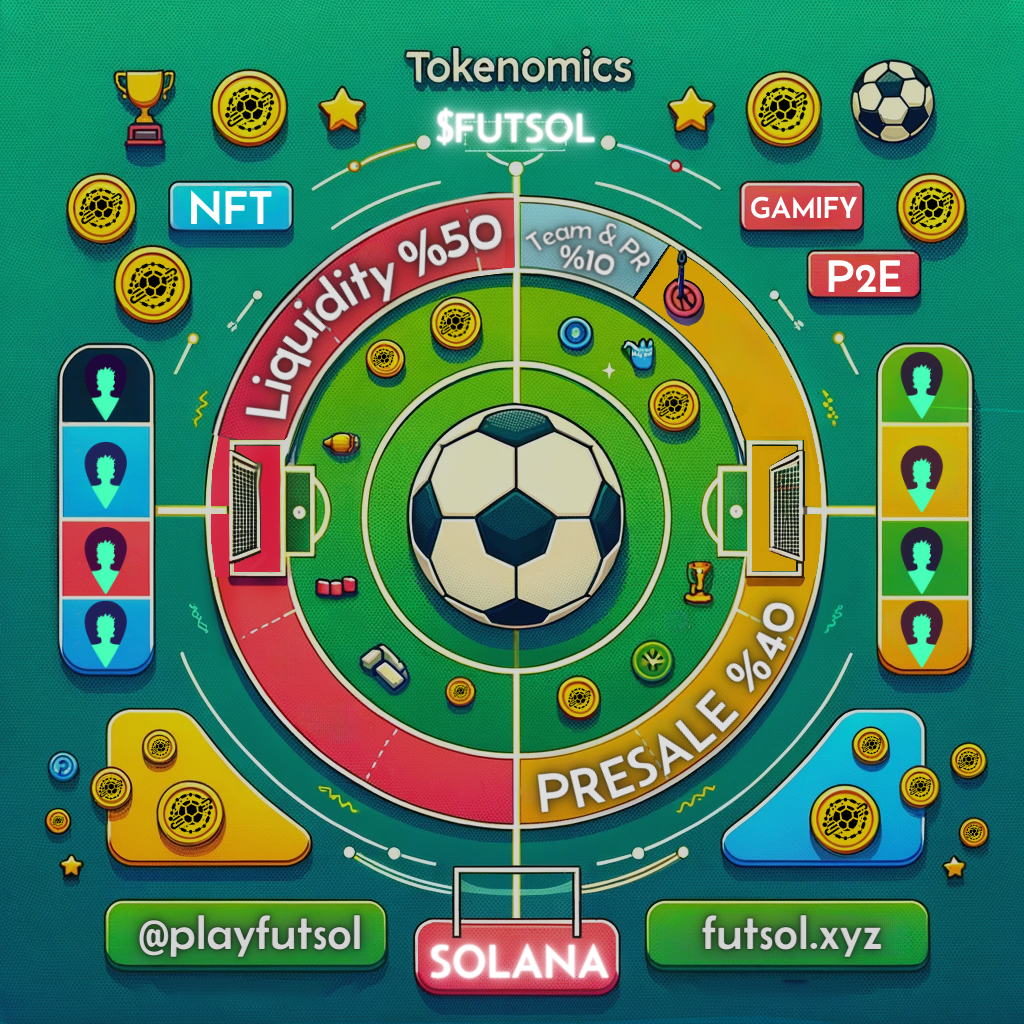 Tokenomics
$FUTSOL
NFT
GAMIFY
P2E
Liquidity %50
Team & PR
%10
PRESALE %40
@playfutsol
SOLANA
futsol.xyz